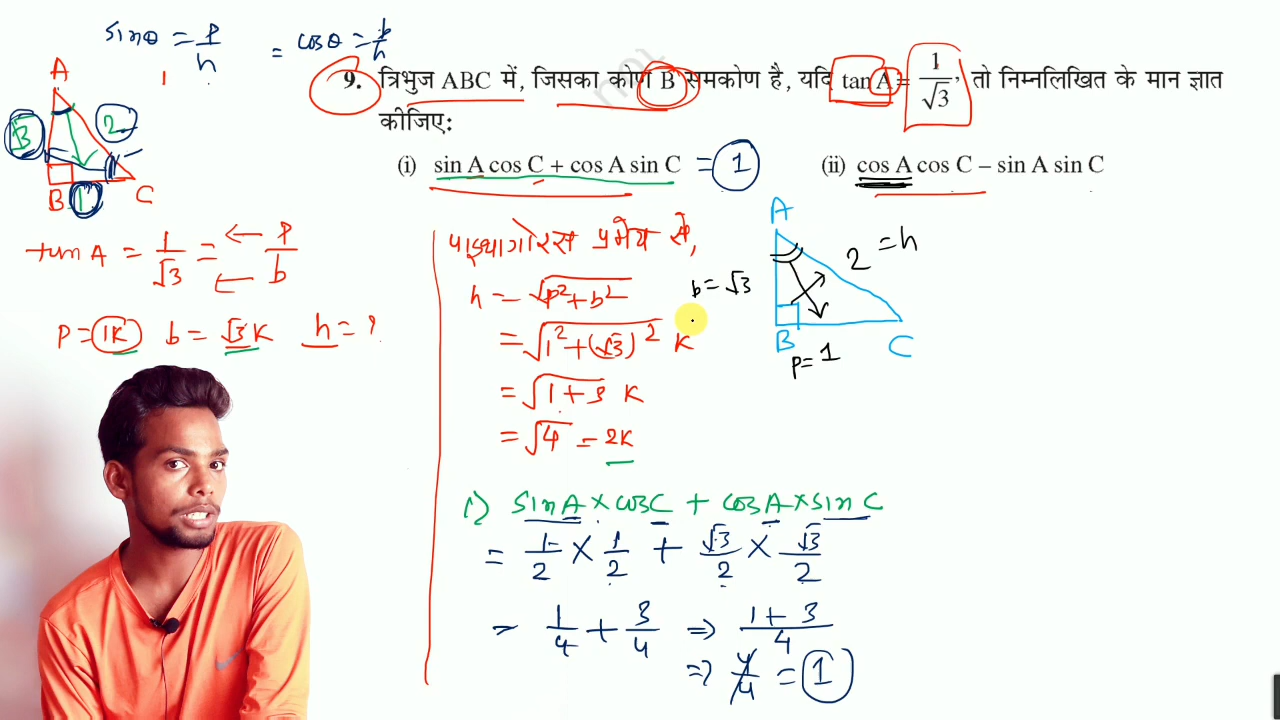 sinθ = p/h = cosθ = b/h
9. त्रिभुज ABC में, जिसका कोण B समकोण है, यदि tan A = 1/√3, तो निम्नलिखित के मान ज्ञात
कीजिए:
(i) sin A cos C + cos A sin C = 1 (ii) cos A cos C – sin A sin C
A
2
B C
1
tan A = 1/√3 = p/b
P = 1K b = √3K h = ?
पाइथागोरस प्रमेय से,
h = √p²+b²
= √1²+(√3)² K
= √1+3 K
= √4 = 2K
A
b = √3
2 = h
B C
p = 1
i) sinA × cosC + cosA × sinC
= 1/2 × 1/2 + √3/2 × √3/2
= 1/4 + 3/4 ⇒ 1+3/4
⇒ 4/4 = 1